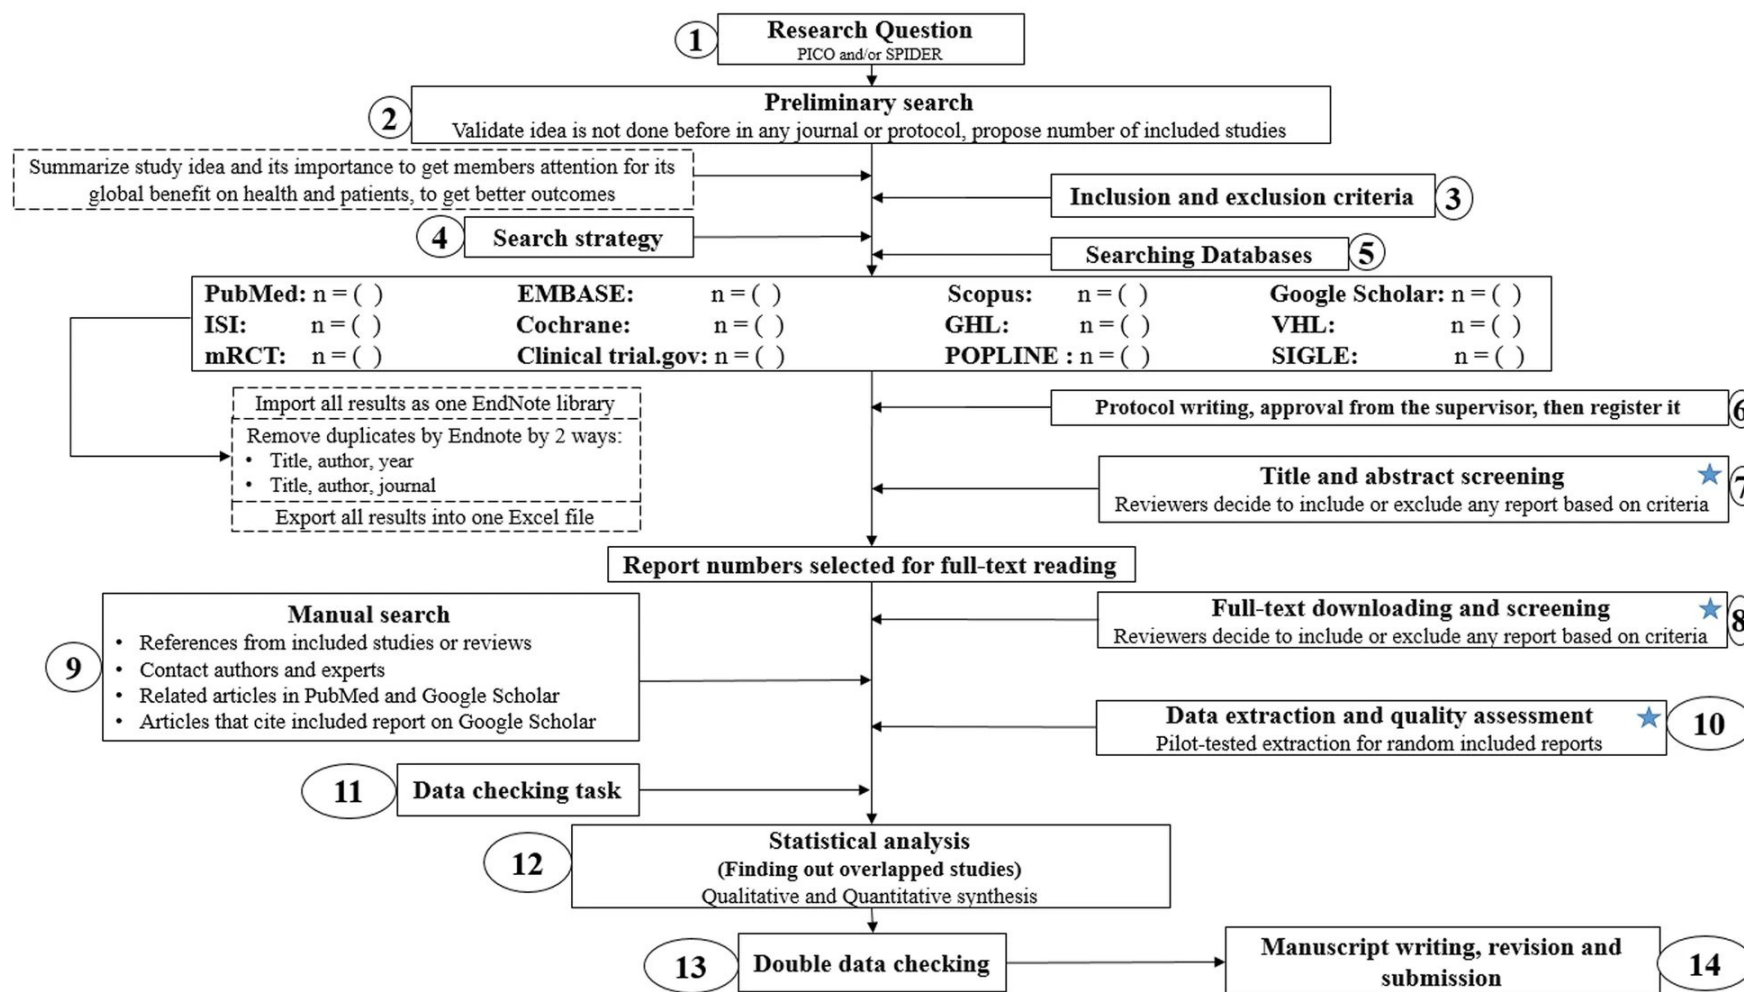 1
Research Question
PICO and/or SPIDER
2
Preliminary search
Validate idea is not done before in any journal or protocol, propose number of included studies
Summarize study idea and its importance to get members attention for its
global benefit on health and patients, to get better outcomes
Inclusion and exclusion criteria
3
4
Search strategy
Searching Databases
5
PubMed: n = ( ) EMBASE: n = ( ) Scopus: n = ( ) Google Scholar: n = ( )
ISI: n = ( ) Cochrane: n = ( ) GHL: n = ( ) VHL: n = ( )
mRCT: n = ( ) Clinical trial.gov: n = ( ) POPLINE : n = ( ) SIGLE: n = ( )
Import all results as one EndNote library
Remove duplicates by Endnote by 2 ways:
• Title, author, year
• Title, author, journal
Export all results into one Excel file
Protocol writing, approval from the supervisor, then register it
6
Title and abstract screening
Reviewers decide to include or exclude any report based on criteria
7
Report numbers selected for full-text reading
Full-text downloading and screening
Reviewers decide to include or exclude any report based on criteria
8
9
Manual search
• References from included studies or reviews
• Contact authors and experts
• Related articles in PubMed and Google Scholar
• Articles that cite included report on Google Scholar
Data extraction and quality assessment
Pilot-tested extraction for random included reports
10
11
Data checking task
12
Statistical analysis
(Finding out overlapped studies)
Qualitative and Quantitative synthesis
13
Double data checking
Manuscript writing, revision and
submission
14